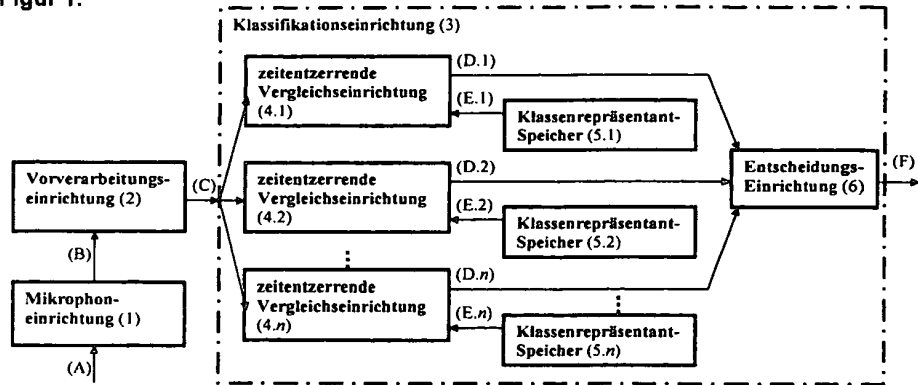 Figur 1:
Klassifikationseinrichtung (3)
zeitentzerrende
Vergleichseinrichtung
(4.1)
(D.1)
(E.1)
Klassenrepräsentant-
Speicher (5.1)
Vorverarbeitungs-
einrichtung (2)
(C)
zeitentzerrende
Vergleichseinrichtung
(4.2)
(D.2)
(E.2)
Klassenrepräsentant-
Speicher (5.2)
Entscheidungs-
Einrichtung (6)
(F)
(B)
Mikrophon-
einrichtung (1)
(A)
zeitentzerrende
Vergleichseinrichtung
(4.n)
(D.n)
(E.n)
Klassenrepräsentant-
Speicher (5.n)